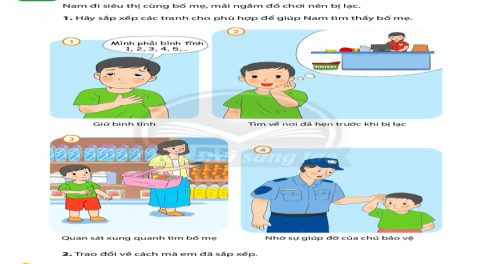 Nam đi siêu thị cùng bố mẹ, mải ngắm đồ chơi nên bị lạc.
1. Hãy sắp xếp các tranh cho phù hợp để giúp Nam tìm thấy bố mẹ.
1
Mình phải bình tĩnh
1, 2, 3, 4, 5,...
2
Giữ bình tĩnh
Tìm về nơi đã hẹn trước khi bị lạc
3
4
Quan sát xung quanh tìm bố mẹ
Nhờ sự giúp đỡ của chú bảo vệ
2. Trao đổi về cách mà em đã sắp xếp.